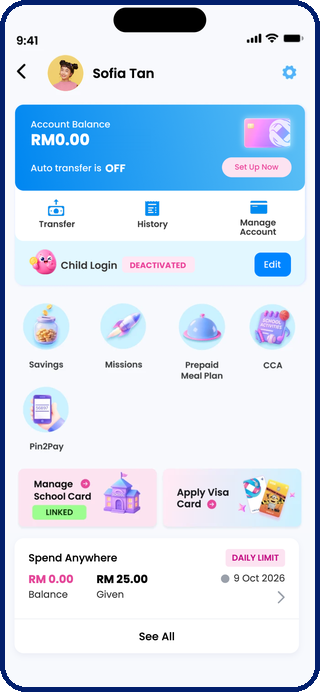 9:41
Sofia Tan
Account Balance
RM0.00
Auto transfer is OFF
Set Up Now
Transfer
History
Manage
Account
Child Login
DEACTIVATED
Edit
Savings
Missions
Prepaid
Meal Plan
CCA
SCHOOL
ACTIVITIES
Pin2Pay
Manage
School Card
LINKED
Apply Visa
Card
Spend Anywhere
DAILY LIMIT
RM 0.00
RM 25.00
9 Oct 2026
Balance
Given
See All